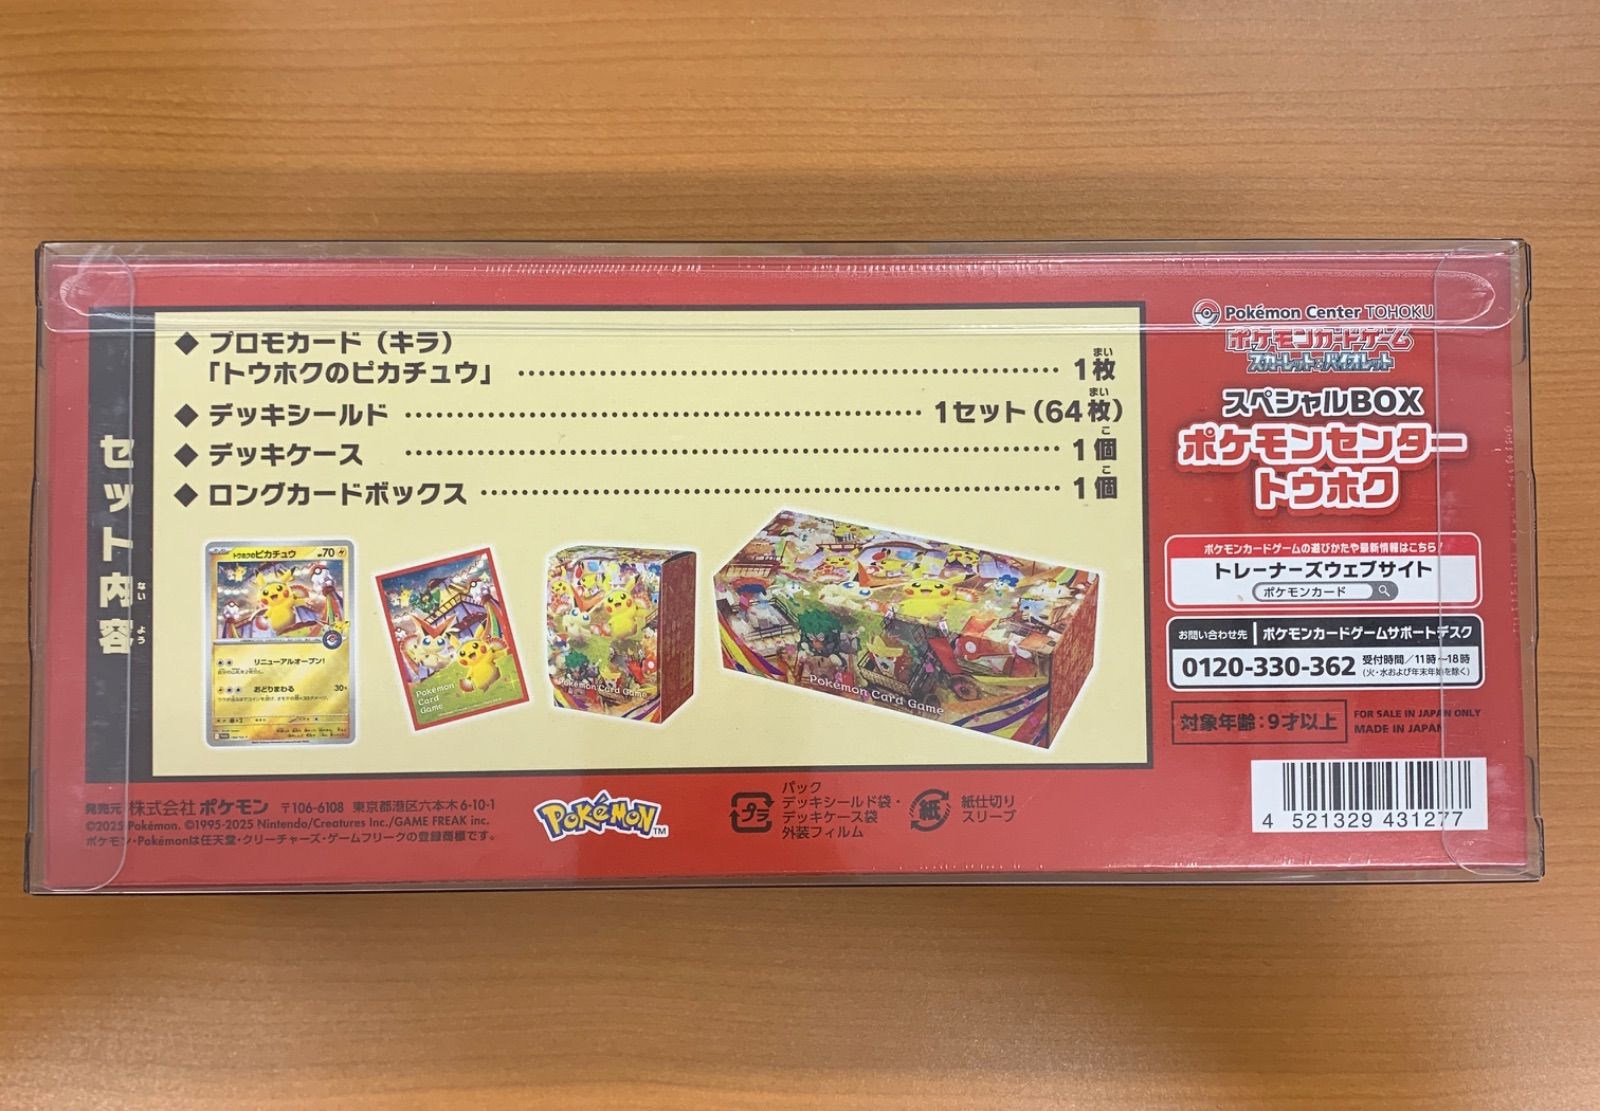 セット内容
ないよう
◆ プロモカード（キラ）
「トウホクのピカチュウ」 ………… 1枚
まい
◆ デッキシールド ………… 1セット（64枚）
まい
◆ デッキケース ………… 1個
こ
◆ ロングカードボックス ………… 1個
こ
トウホクのピカチュウ HP70
リニューアルオープン!
おどりまわる 30+
Pokémon
Card
Game
Pokémon Card Game
Pokémon Card Game
Pokémon Center TOHOKU
ポケモンカードゲーム
スカーレット&バイオレット
スペシャルBOX
ポケモンセンター
トウホク
ポケモンカードゲームの遊びかたや最新情報はこちら!
トレーナーズウェブサイト
ポケモンカード
お問い合わせ先 ポケモンカードゲームサポートデスク
0120-330-362 受付時間／11時～18時
（火・水および年末年始を除く）
対象年齢：9才以上
FOR SALE IN JAPAN ONLY
MADE IN JAPAN
4 521329 431277
発売元 株式会社 ポケモン 〒106-6108 東京都港区六本木6-10-1
©2025 Pokémon. ©1995-2025 Nintendo/Creatures Inc./GAME FREAK inc.
ポケモン・Pokémonは任天堂・クリーチャーズ・ゲームフリークの登録商標です。
POKéMON TM
プラ
パック
デッキシールド袋・
デッキケース袋
外装フィルム
紙
紙仕切り
スリーブ